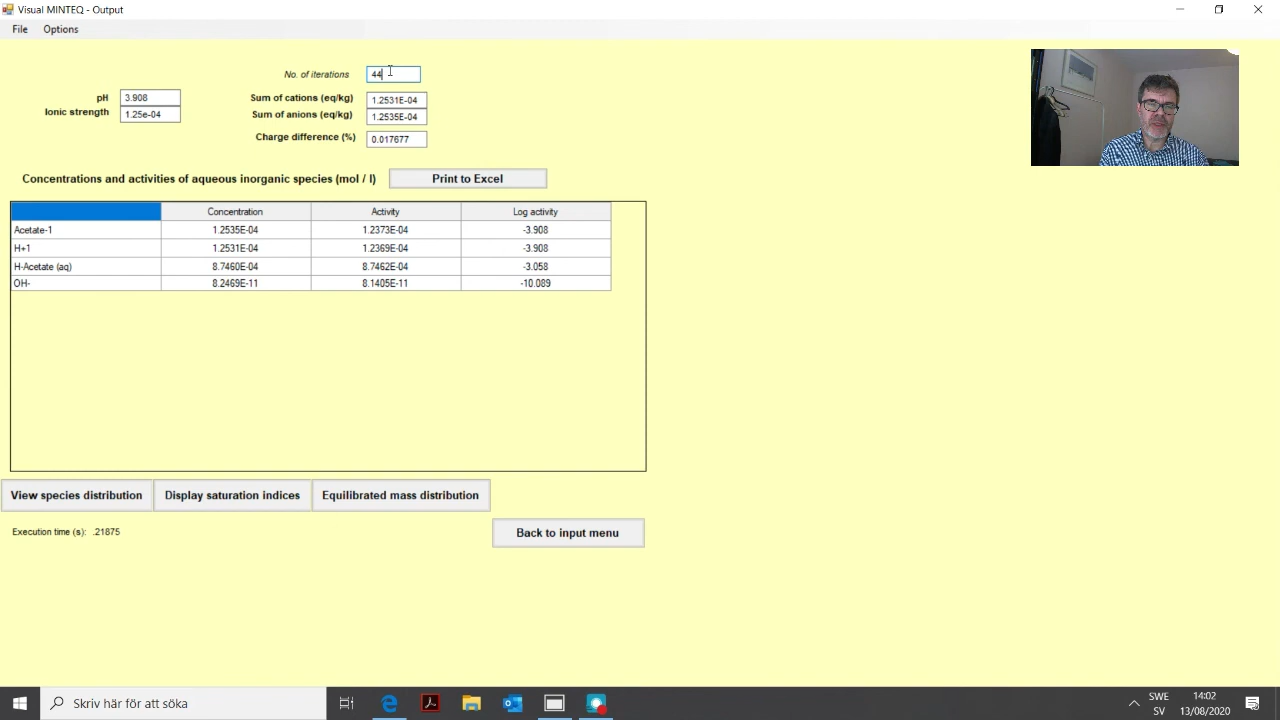 Visual MINTEQ - Output
File Options
No. of iterations 44
pH 3.908 Sum of cations (eq/kg) 1.2531E-04
Ionic strength 1.25e-04 Sum of anions (eq/kg) 1.2535E-04
Charge difference (%) 0.017677
Concentrations and activities of aqueous inorganic species (mol / l) Print to Excel
Concentration Activity Log activity
Acetate-1 1.2535E-04 1.2373E-04 -3.908
H+1 1.2531E-04 1.2369E-04 -3.908
H-Acetate (aq) 8.7460E-04 8.7462E-04 -3.058
OH- 8.2469E-11 8.1405E-11 -10.089
View species distribution Display saturation indices Equilibrated mass distribution
Execution time (s): .21875
Back to input menu
Skriv här för att söka
SWE 14:02
SV 13/08/2020